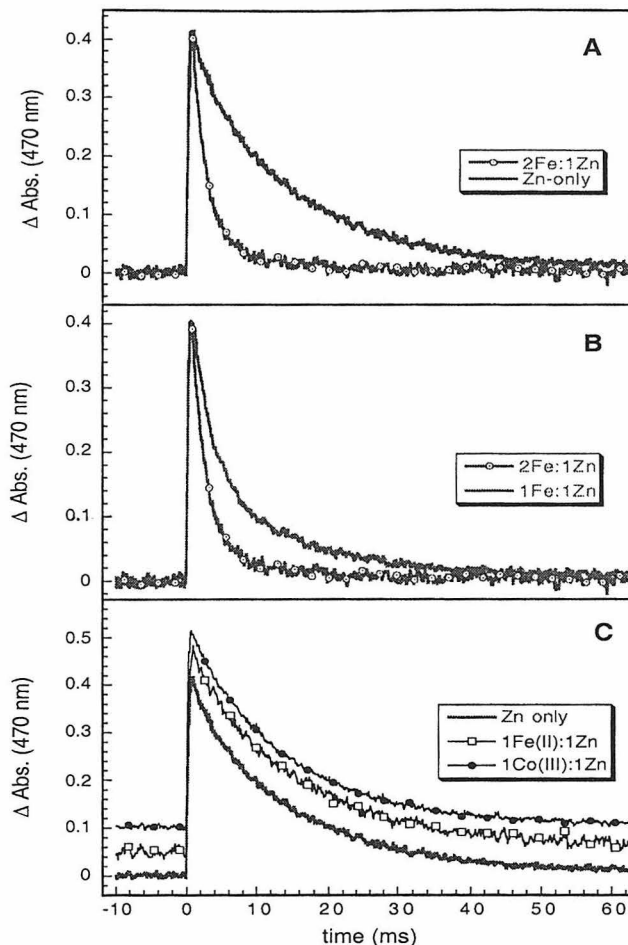 A
0.4
0.3
0.2
0.1
0
Δ Abs. (470 nm)
2Fe:1Zn
Zn-only
B
0.4
0.3
0.2
0.1
0
Δ Abs. (470 nm)
2Fe:1Zn
1Fe:1Zn
C
0.5
0.4
0.3
0.2
0.1
0
Δ Abs. (470 nm)
Zn only
1Fe(II):1Zn
1Co(III):1Zn
-10 0 10 20 30 40 50 60
time (ms)